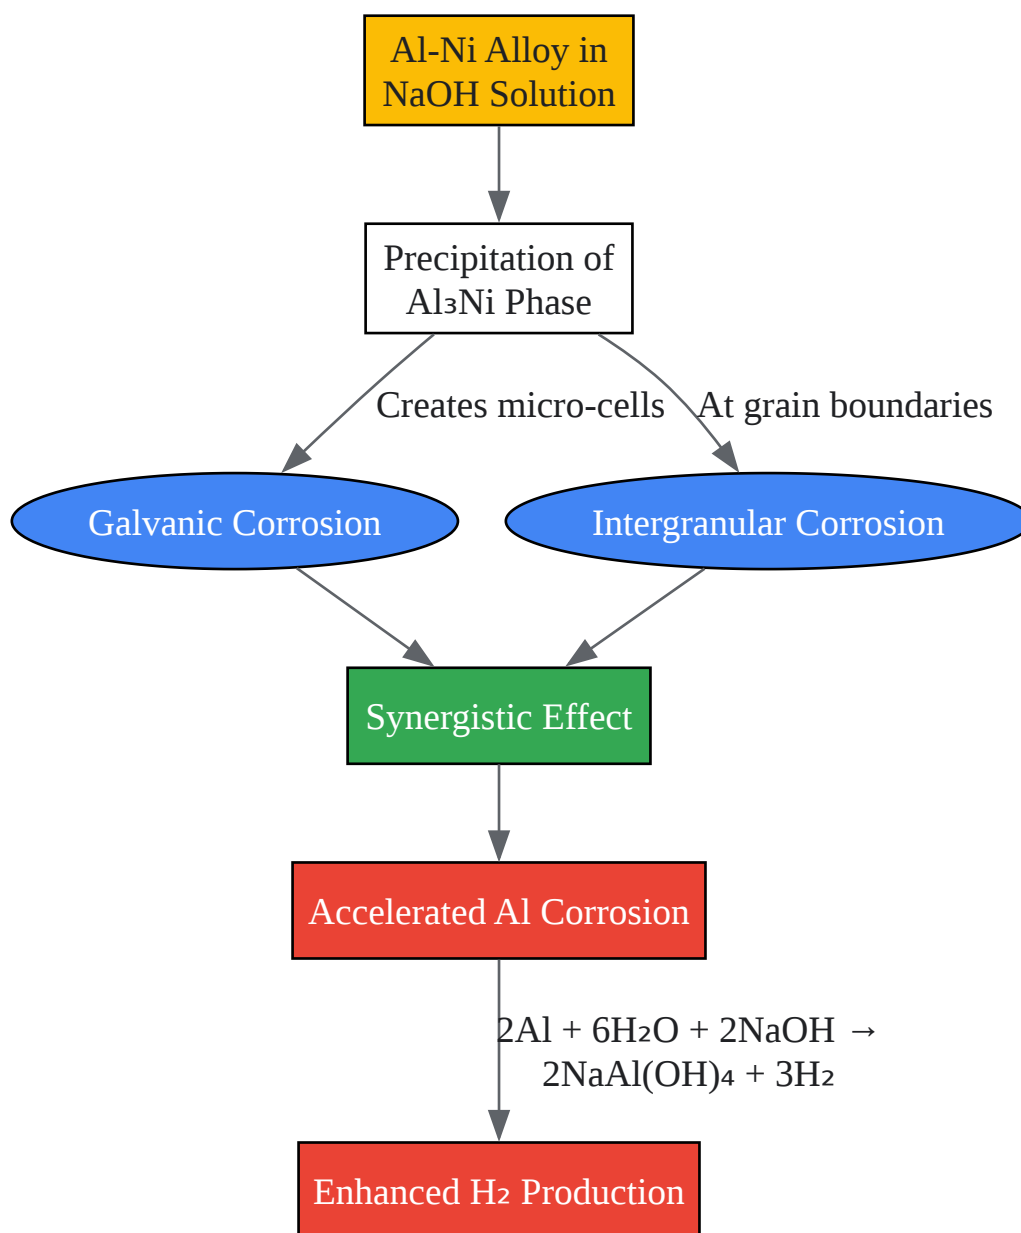 Al-Ni Alloy in
NaOH Solution
Precipitation of
Al₃Ni Phase
Creates micro-cells
At grain boundaries
Galvanic Corrosion
Intergranular Corrosion
Synergistic Effect
Accelerated Al Corrosion
2Al + 6H₂O + 2NaOH →
2NaAl(OH)₄ + 3H₂
Enhanced H₂ Production